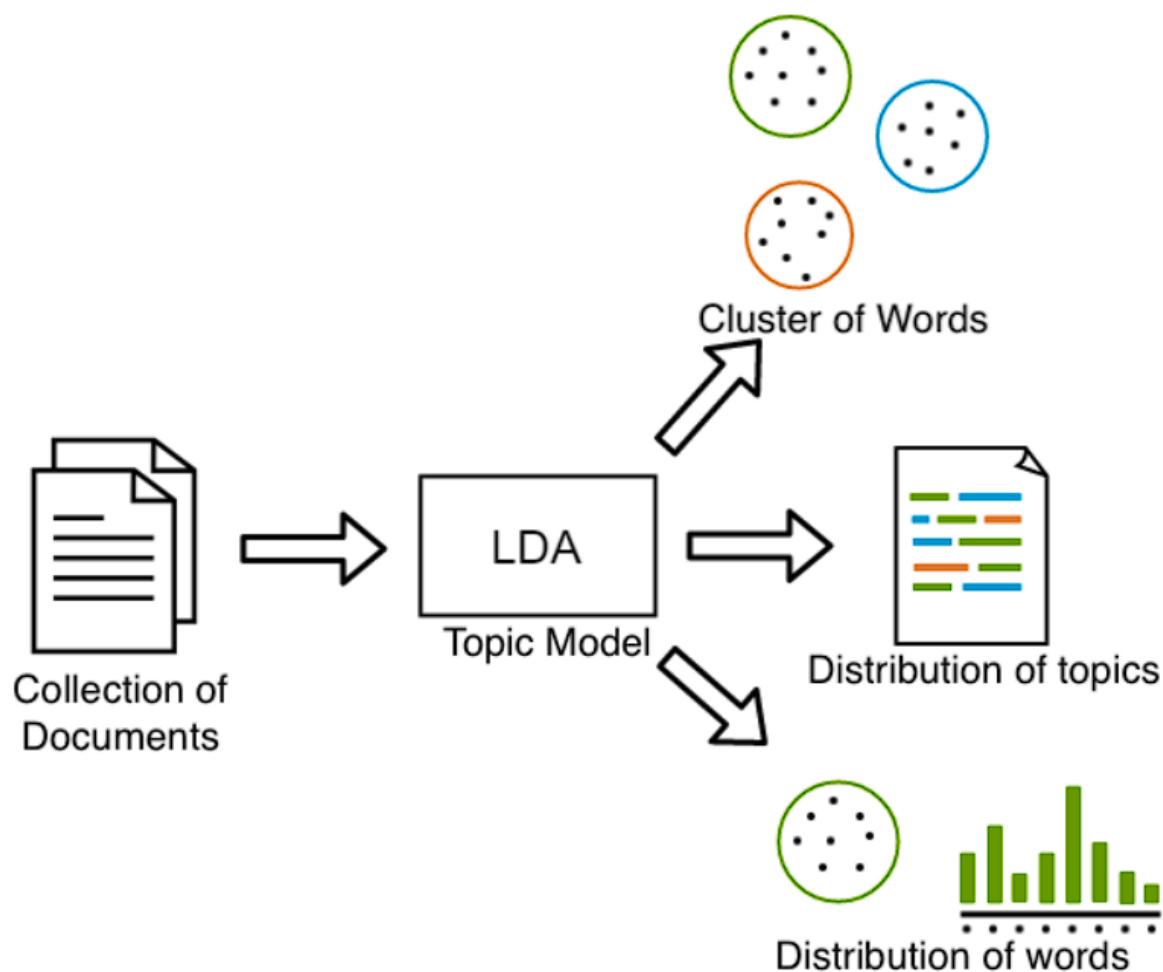 Cluster of Words
LDA
Topic Model
Distribution of topics
Collection of
Documents
Distribution of words